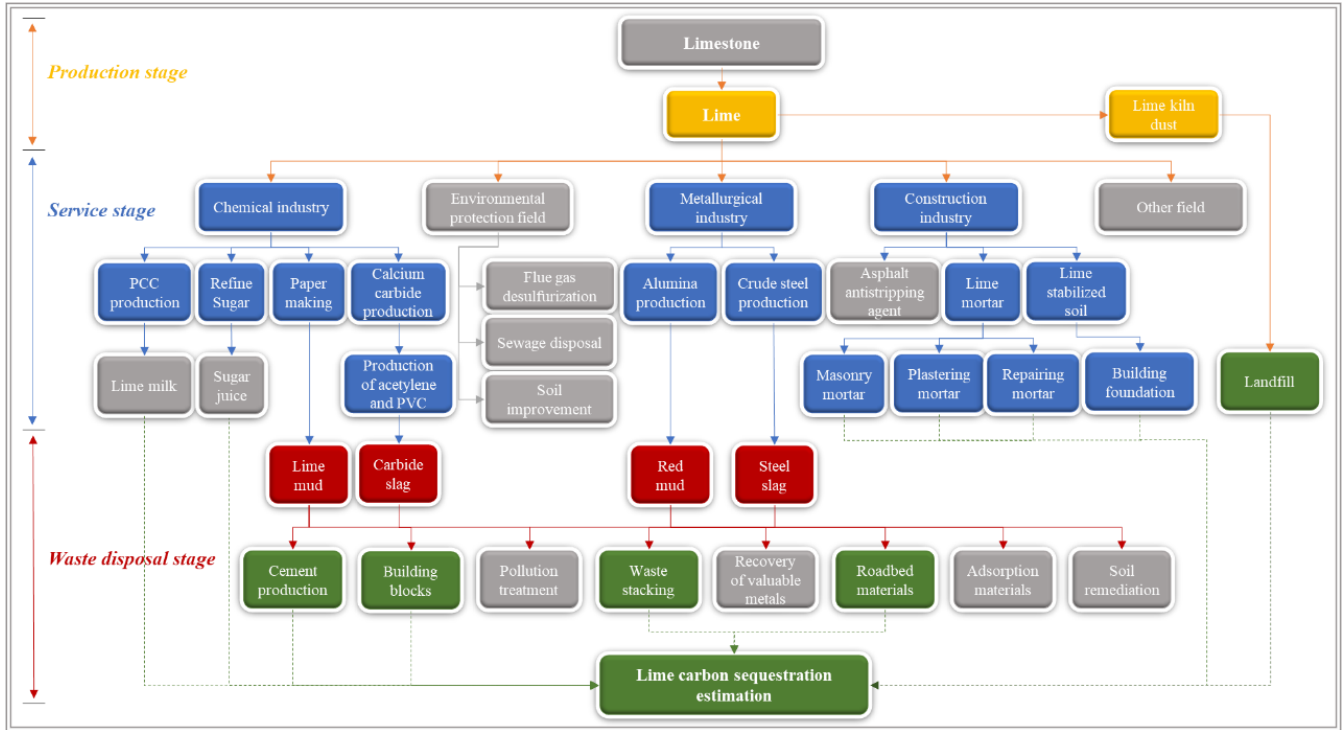 Limestone
Production stage
Lime
Lime kiln
dust
Service stage
Chemical industry
Environmental
protection field
Metallurgical
industry
Construction
industry
Other field
PCC
production
Refine
Sugar
Paper
making
Calcium
carbide
production
Flue gas
desulfurization
Alumina
production
Crude steel
production
Asphalt
antistripping
agent
Lime
mortar
Lime
stabilized
soil
Sewage disposal
Lime milk
Sugar
juice
Production
of acetylene
and PVC
Soil
improvement
Masonry
mortar
Plastering
mortar
Repairing
mortar
Building
foundation
Landfill
Lime
mud
Carbide
slag
Red
mud
Steel
slag
Waste disposal stage
Cement
production
Building
blocks
Pollution
treatment
Waste
stacking
Recovery
of valuable
metals
Roadbed
materials
Adsorption
materials
Soil
remediation
Lime carbon sequestration
estimation